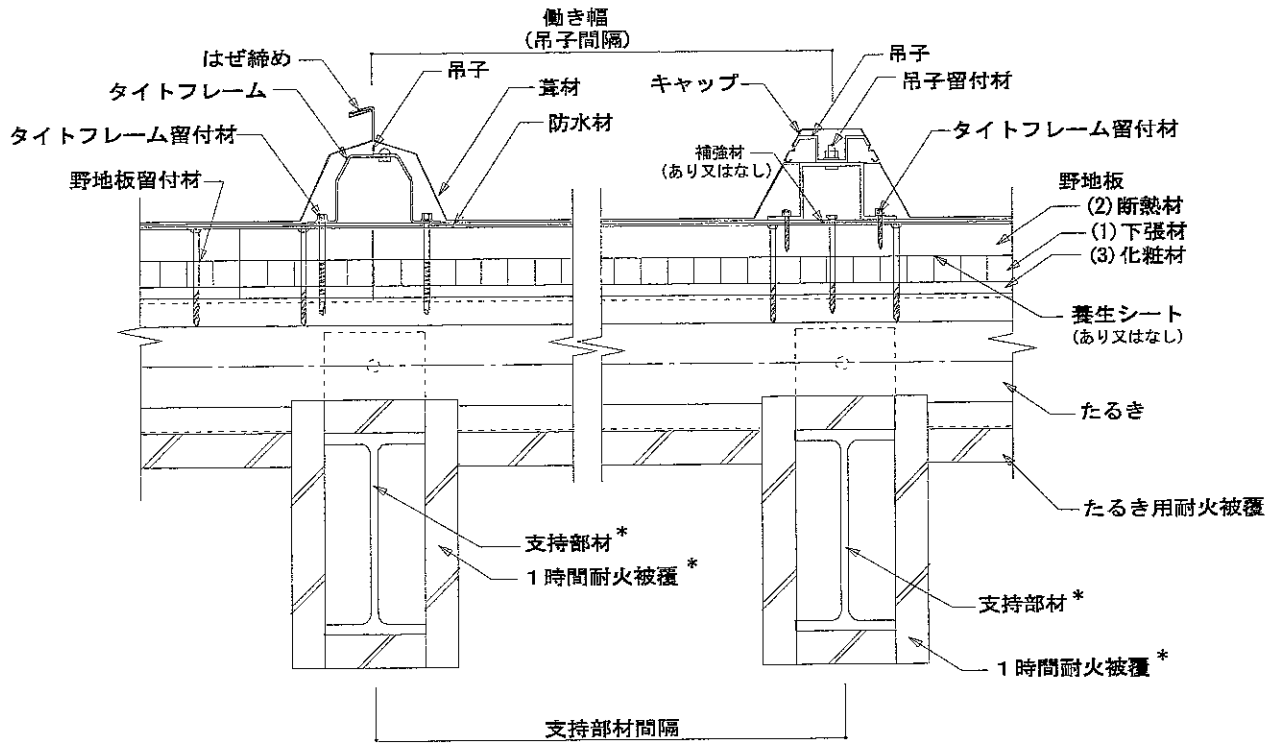 働き幅
(吊子間隔)
はぜ締め
吊子
タイトフレーム
葺材
タイトフレーム留付材
防水材
野地板留付材
吊子
キャップ
吊子留付材
タイトフレーム留付材
補強材
(あり又はなし)
野地板
(2)断熱材
(1)下張材
(3)化粧材
養生シート
(あり又はなし)
たるき
たるき用耐火被覆
支持部材*
1時間耐火被覆*
支持部材*
1時間耐火被覆*
支持部材間隔